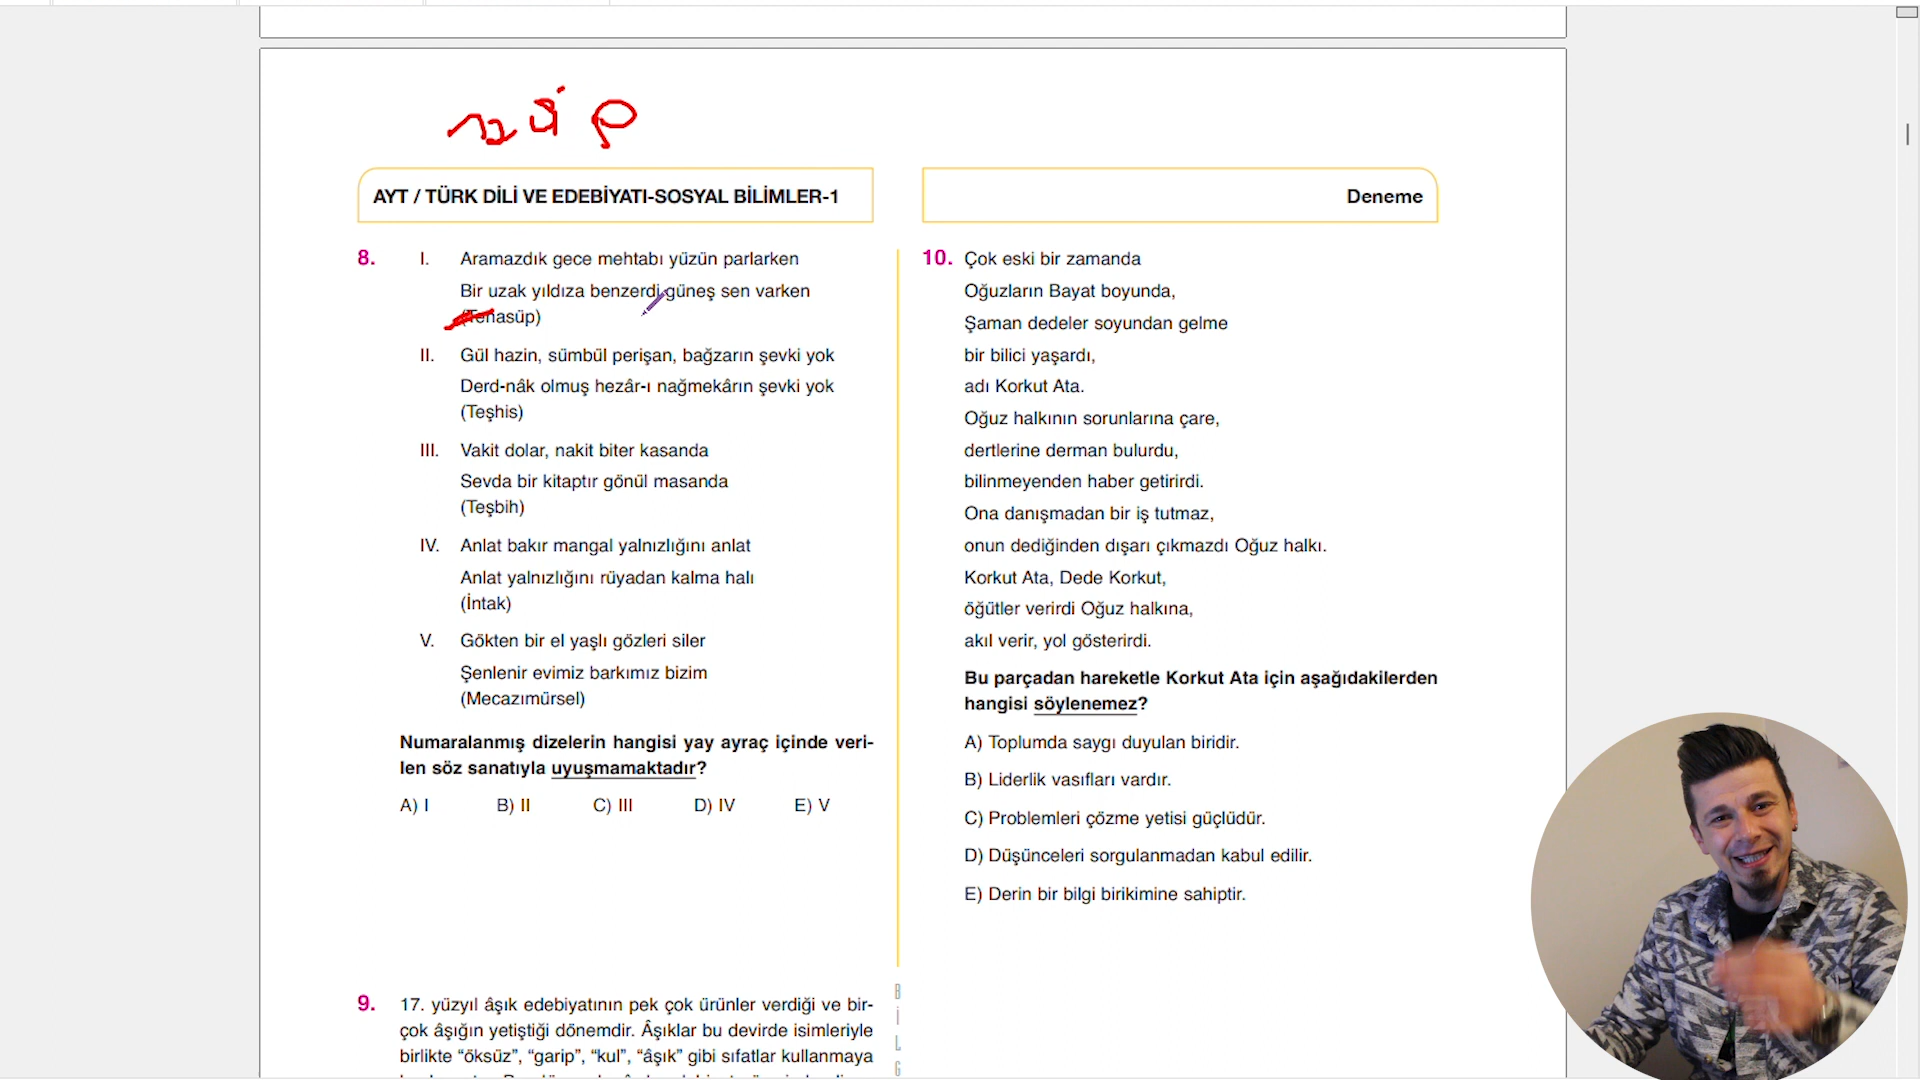 AYT / TÜRK DİLİ VE EDEBİYATI-SOSYAL BİLİMLER-1
Deneme
8.
I. Aramazdık gece mehtabı yüzün parlarken
Bir uzak yıldıza benzerdi güneş sen varken
(Tenasüp)
II. Gül hazin, sümbül perişan, bağzarın şevki yok
Derd-nâk olmuş hezâr-ı nağmekârın şevki yok
(Teşhis)
III. Vakit dolar, nakit biter kasanda
Sevda bir kitaptır gönül masanda
(Teşbih)
IV. Anlat bakır mangal yalnızlığını anlat
Anlat yalnızlığını rüyadan kalma halı
(İntak)
V. Gökten bir el yaşlı gözleri siler
Şenlenir evimiz barkımız bizim
(Mecazımürsel)
Numaralanmış dizelerin hangisi yay ayraç içinde veri-
len söz sanatıyla uyuşmamaktadır?
A) I B) II C) III D) IV E) V
9. 17. yüzyıl âşık edebiyatının pek çok ürünler verdiği ve bir-
çok âşığın yetiştiği dönemdir. Âşıklar bu devirde isimleriyle
birlikte “öksüz”, “garip”, “kul”, “âşık” gibi sıfatlar kullanmaya
10. Çok eski bir zamanda
Oğuzların Bayat boyunda,
Şaman dedeler soyundan gelme
bir bilici yaşardı,
adı Korkut Ata.
Oğuz halkının sorunlarına çare,
dertlerine derman bulurdu,
bilinmeyenden haber getirirdi.
Ona danışmadan bir iş tutmaz,
onun dediğinden dışarı çıkmazdı Oğuz halkı.
Korkut Ata, Dede Korkut,
öğütler verirdi Oğuz halkına,
akıl verir, yol gösterirdi.
Bu parçadan hareketle Korkut Ata için aşağıdakilerden
hangisi söylenemez?
A) Toplumda saygı duyulan biridir.
B) Liderlik vasıfları vardır.
C) Problemleri çözme yetisi güçlüdür.
D) Düşünceleri sorgulanmadan kabul edilir.
E) Derin bir bilgi birikimine sahiptir.
B
İ
L
G